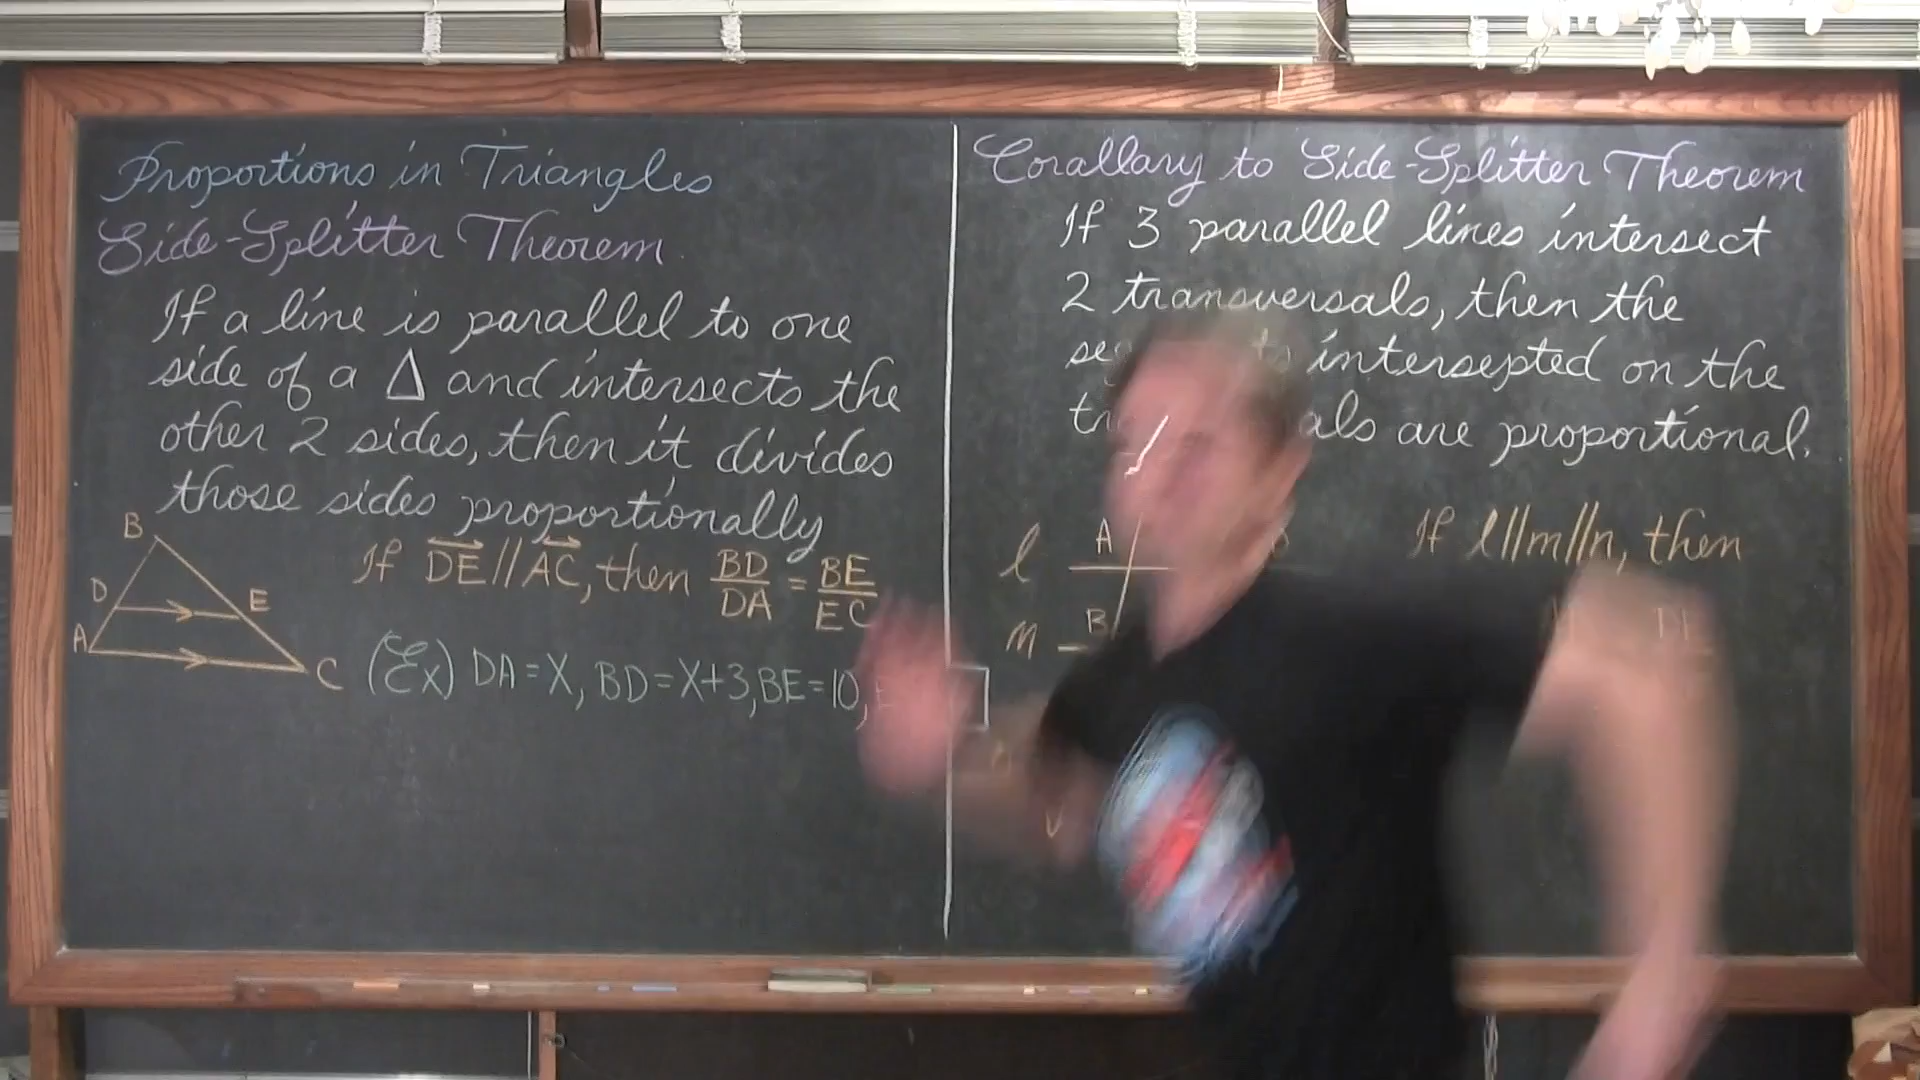 Proportions in Triangles
Side-Splitter Theorem
If a line is parallel to one
side of a Δ and intersects the
other 2 sides, then it divides
those sides proportionally
B
D
E
A
C
If DE//AC, then BD/DA = BE/EC
(Ex) DA=X, BD=X+3, BE=10,
Corallary to Side-Splitter Theorem
If 3 parallel lines intersect
2 transversals, then the
intersepted on the
are proportional.
l A
m B
If l//m//n, then